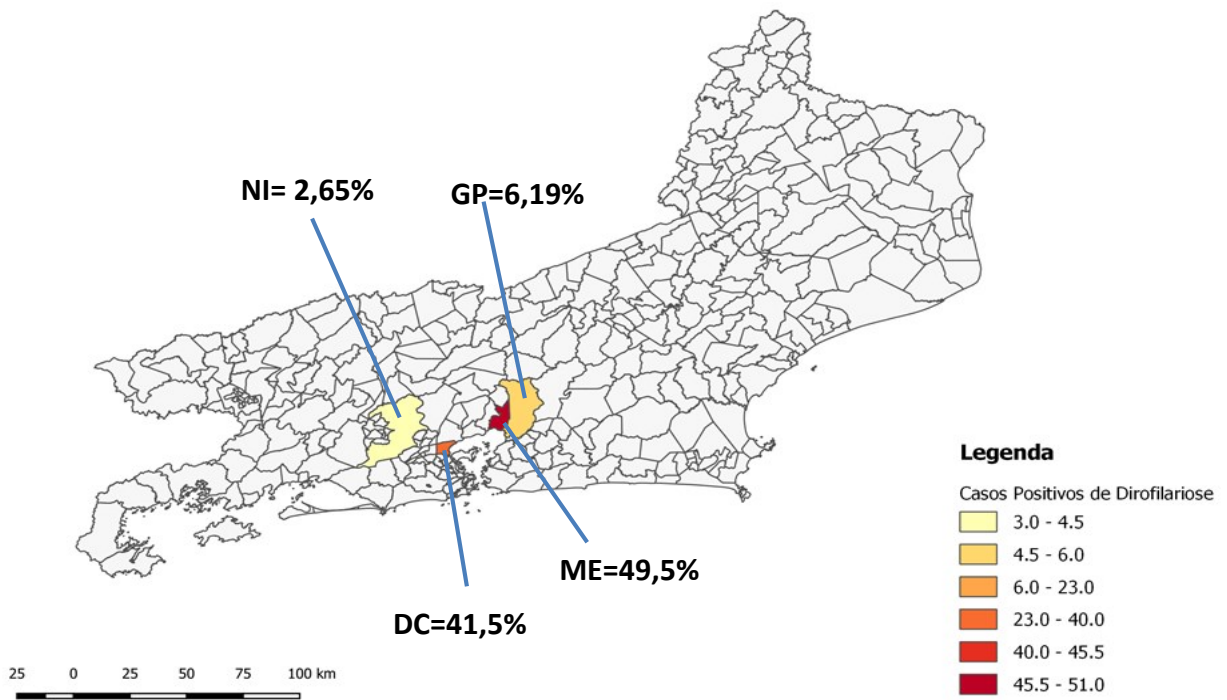 NI= 2,65%
GP=6,19%
ME=49,5%
DC=41,5%
Legenda
Casos Positivos de Dirofilariose
3.0 - 4.5
4.5 - 6.0
6.0 - 23.0
23.0 - 40.0
40.0 - 45.5
45.5 - 51.0
25 0 25 50 75 100 km